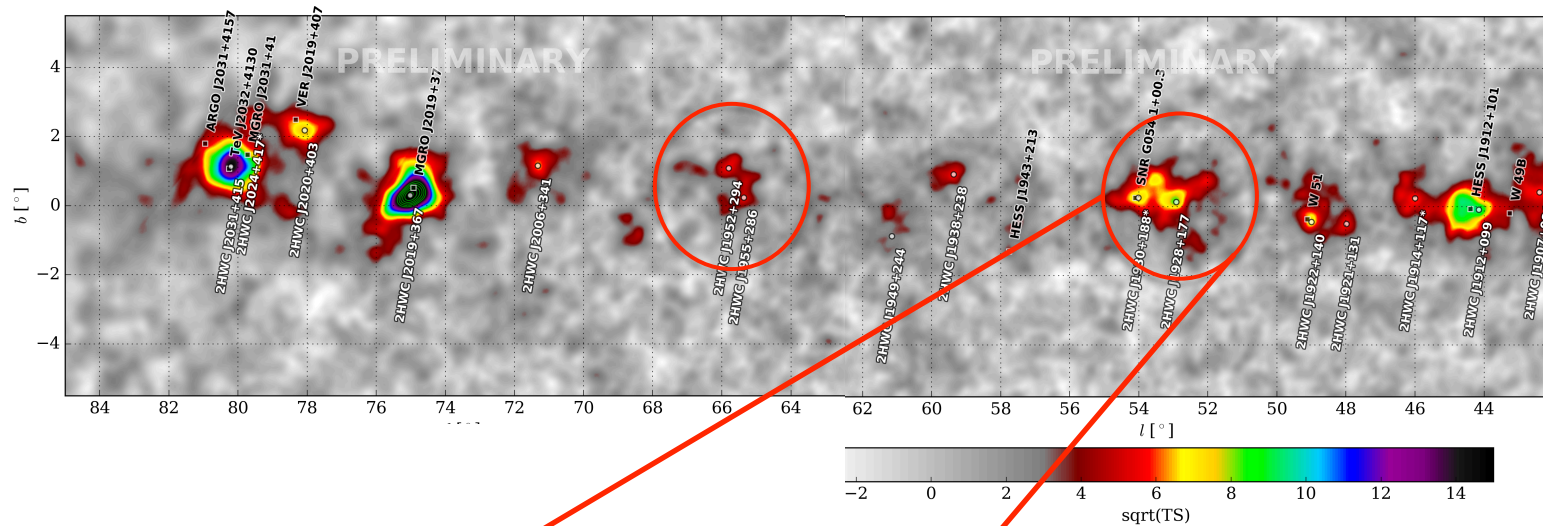 PRELIMINARY
PRELIMINARY
ARGO J2031+4157
TeV J2032+4130
MGRO J2031+41
VER J2019+407
MGRO J2019+37
SNR G054.1+00.3
HESS J1943+213
W 51
HESS J1912+101
W 49B
2HWC J2031+415
2HWC J2024+417*
2HWC J2020+403
2HWC J2019+367
2HWC J2006+341
2HWC J1952+294
2HWC J1955+286
2HWC J1949+244
2HWC J1938+238
2HWC J1930+188*
2HWC J1928+177
2HWC J1922+140
2HWC J1921+131
2HWC J1914+117*
2HWC J1912+099
b [°]
4
2
0
−2
−4
84 82 80 78 76 74 72 70 68 66 64 62 60 58 56 54 52 50 48 46 44
l [°]
−2 0 2 4 6 8 10 12 14
sqrt(TS)